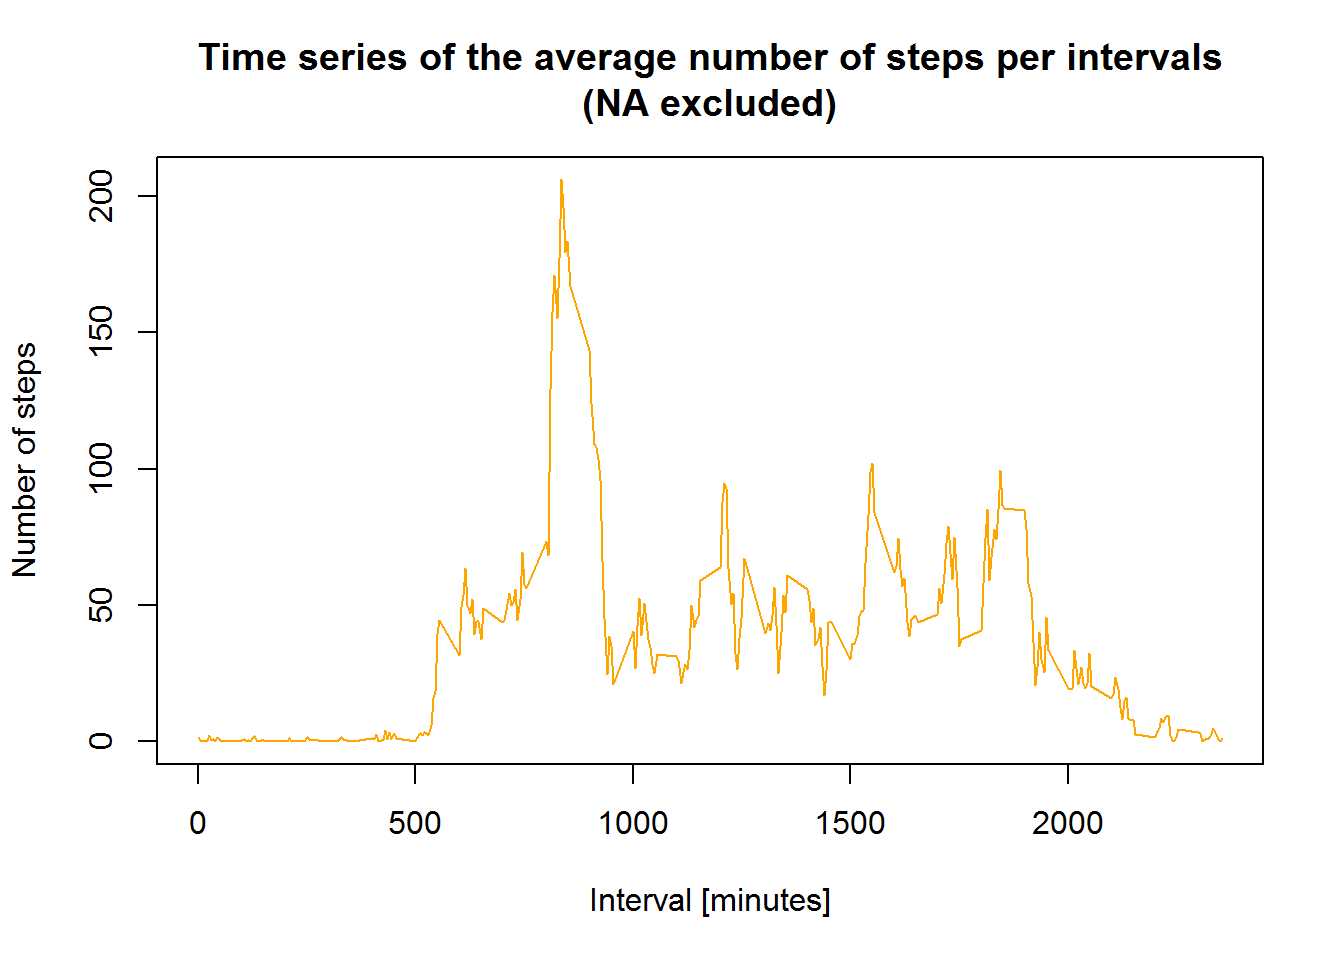 Time series of the average number of steps per intervals
(NA excluded)
Number of steps
200
150
100
50
0
0 500 1000 1500 2000
Interval [minutes]